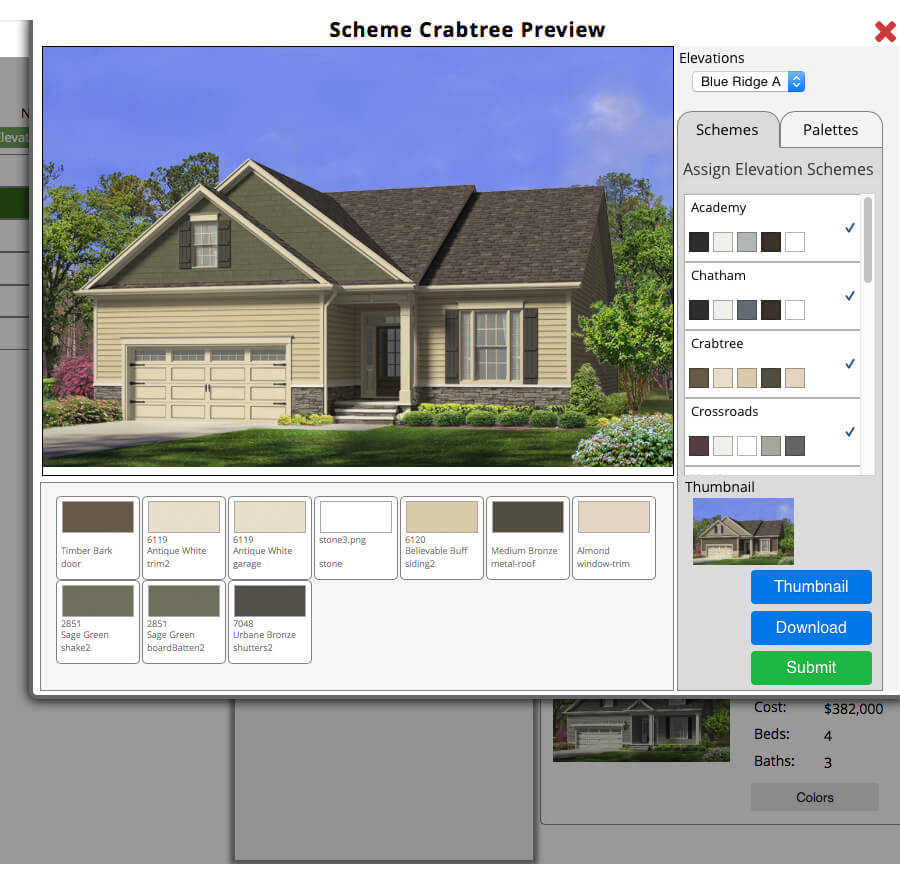 Scheme Crabtree Preview
Elevations
Blue Ridge A
Schemes
Palettes
Assign Elevation Schemes
Academy
Chatham
Crabtree
Crossroads
Thumbnail
Thumbnail
Download
Submit
Timber Bark
door
6119
Antique White
trim2
6119
Antique White
garage
stone3.png
stone
6120
Believable Buff
siding2
Medium Bronze
metal-roof
Almond
window-trim
2851
Sage Green
shake2
2851
Sage Green
boardBatten2
7048
Urbane Bronze
shutters2
N
Cost: $382,000
Beds: 4
Baths: 3
Colors